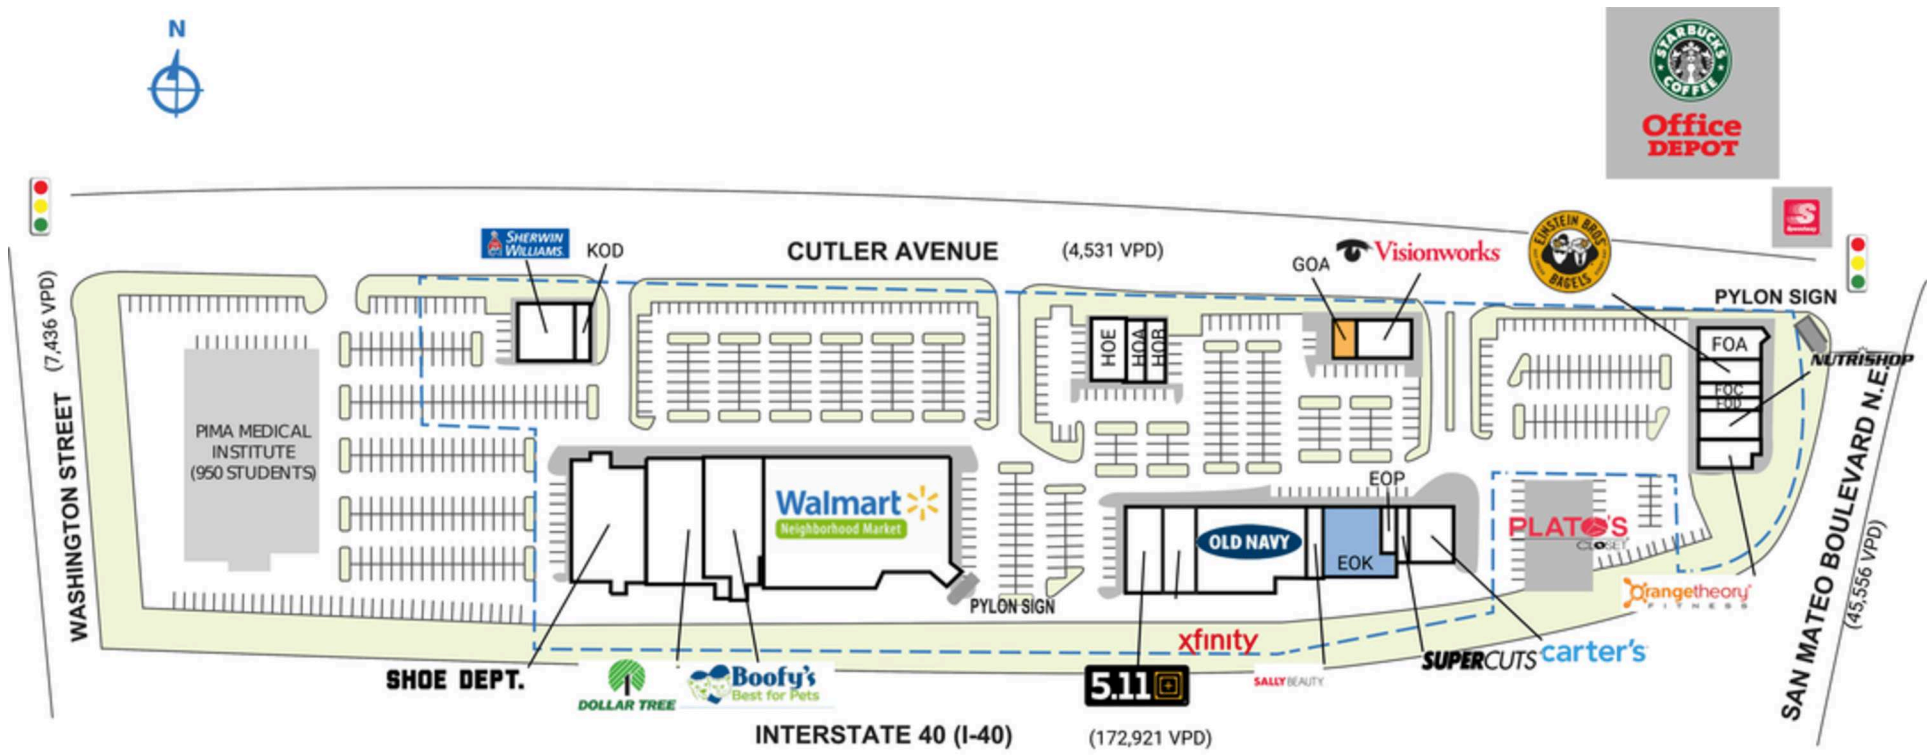 N
STARBUCKS
COFFEE
Office
DEPOT
SHERWIN
WILLIAMS.
KOD
CUTLER AVENUE
(4,531 VPD)
GOA
Visionworks
EINSTEIN BROS
BAGELS
Speedway
PYLON SIGN
WASHINGTON STREET
(7,436 VPD)
PIMA MEDICAL
INSTITUTE
(950 STUDENTS)
HOE
HOA
HOB
FOA
FOC
FOD
NUTRISHOP
Walmart
Neighborhood Market
PYLON SIGN
OLD NAVY
EOP
EOK
PLATO'S
CLOSET
SAN MATEO BOULEVARD N.E.
(45,556 VPD)
SHOE DEPT.
DOLLAR TREE
Boofy's
Best for Pets
xfinity
5.11
SALLY BEAUTY
SUPERCUTS
carter's
Orangetheory
FITNESS
INTERSTATE 40 (I-40)
(172,921 VPD)